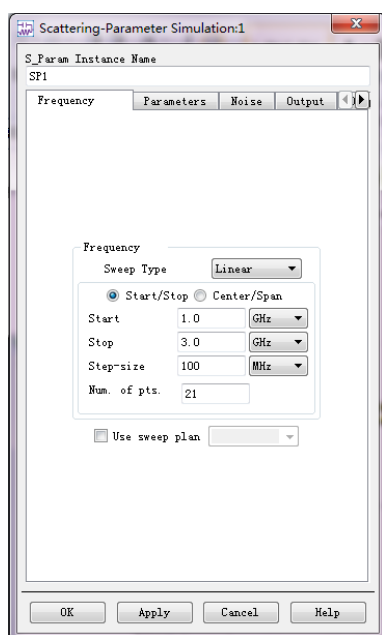 Scattering-Parameter Simulation:1
S_Param Instance Name
SP1
Frequency Parameters Noise Output
Frequency
Sweep Type Linear
Start/Stop Center/Span
Start 1.0 GHz
Stop 3.0 GHz
Step-size 100 MHz
Num. of pts. 21
Use sweep plan
OK Apply Cancel Help